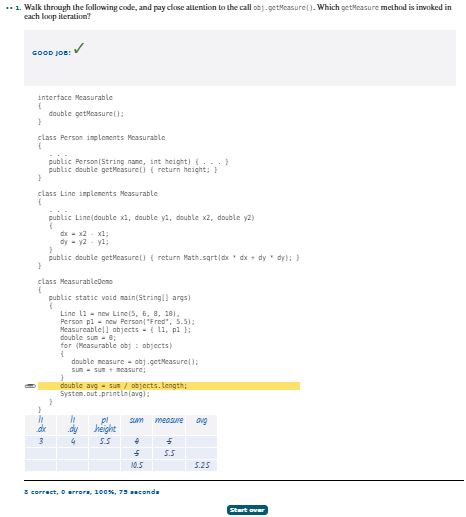 •• 1. Walk through the following code, and pay close attention to the call obj.getMeasure(). Which getMeasure method is invoked in
each loop iteration?
GOOD JOB! ✓
interface Measurable
{
double getMeasure();
}
class Person implements Measurable
{
. . .
public Person(String name, int height) { . . . }
public double getMeasure() { return height; }
}
class Line implements Measurable
{
. . .
public Line(double x1, double y1, double x2, double y2)
{
dx = x2 - x1;
dy = y2 - y1;
}
public double getMeasure() { return Math.sqrt(dx * dx + dy * dy); }
}
class MeasurableDemo
{
public static void main(String[] args)
{
Line l1 = new Line(5, 6, 8, 10),
Person p1 = new Person("Fred", 5.5);
Measureable[] objects = { l1, p1 };
double sum = 0;
for (Measurable obj : objects)
{
double measure = obj.getMeasure();
sum = sum + measure;
}
double avg = sum / objects.length;
System.out.println(avg);
}
}
l1 l1 p1 sum measure avg
.dx .dy .height
3 4 5.5 0 5
5 5.5
10.5 5.25
8 correct, 0 errors, 100%, 75 seconds
Start over